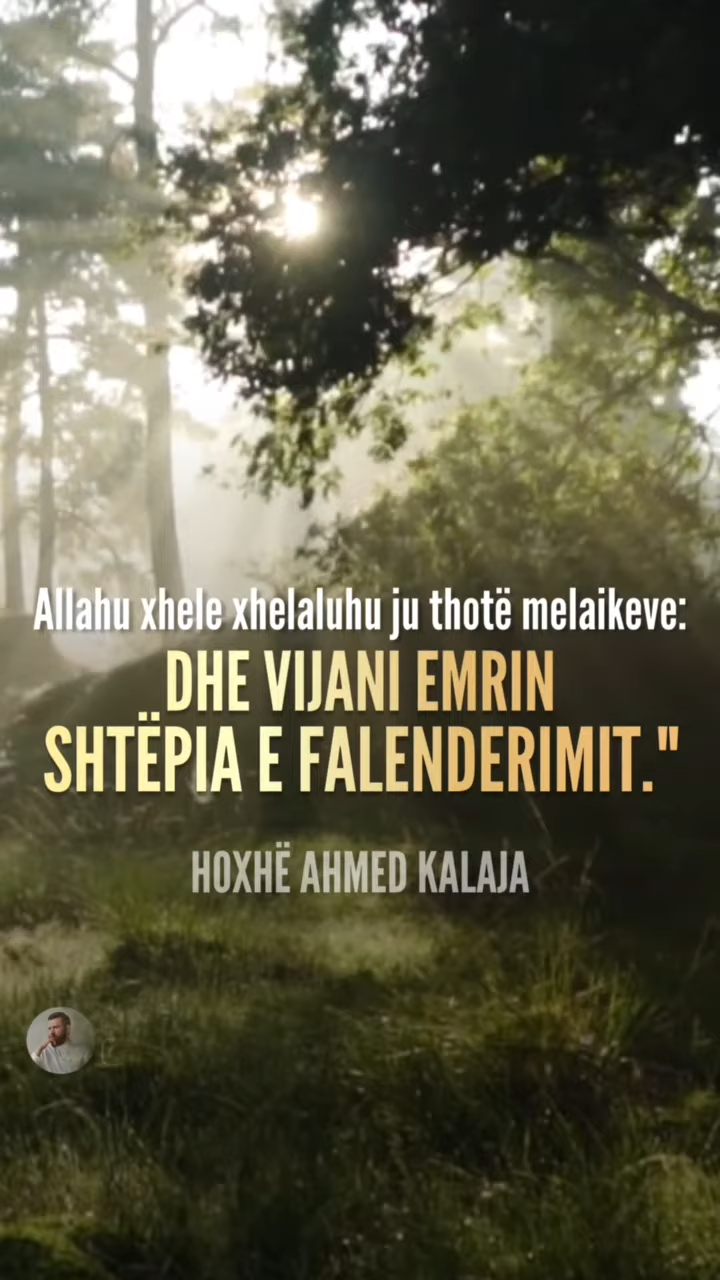 Allahu xhele xhelaluhu ju thotë melaikeve:
DHE VIJANI EMRIN
SHTËPIA E FALENDERIMIT."
HOXHË AHMED KALAJA